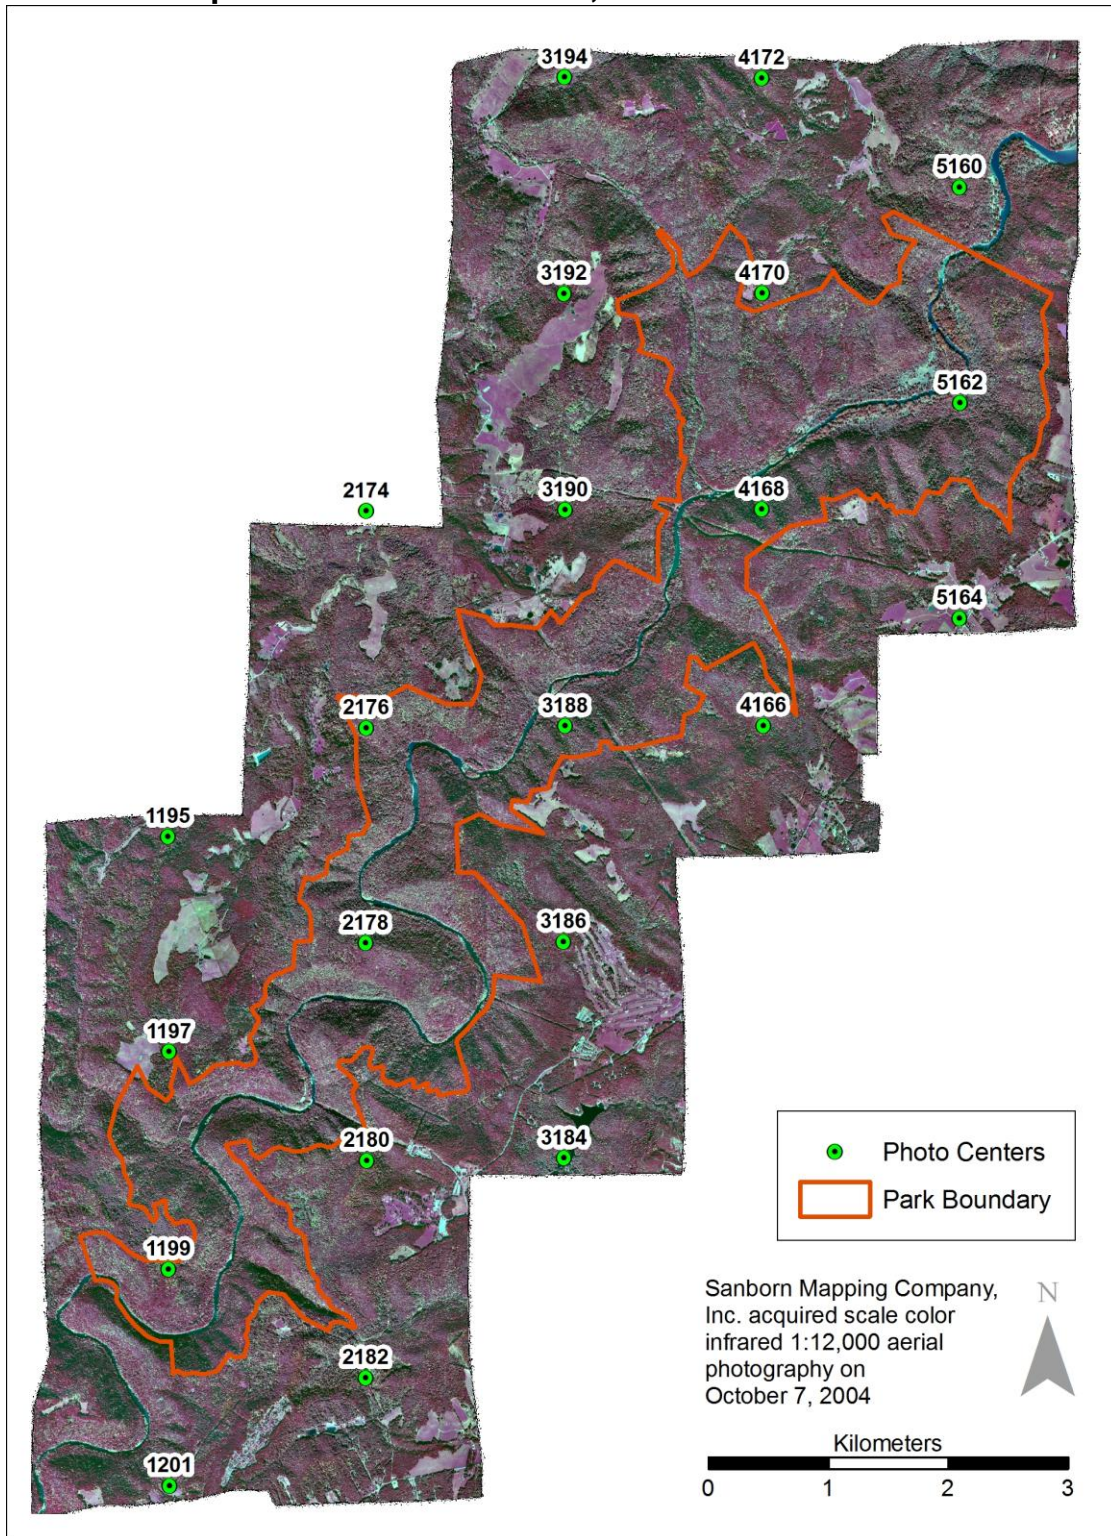 3194
4172
5160
3192
4170
5162
2174
3190
4168
5164
2176
3188
4166
1195
2178
3186
1197
2180
3184
1199
2182
1201
Photo Centers
Park Boundary
Sanborn Mapping Company,
Inc. acquired scale color
infrared 1:12,000 aerial
photography on
October 7, 2004
N
Kilometers
0 1 2 3